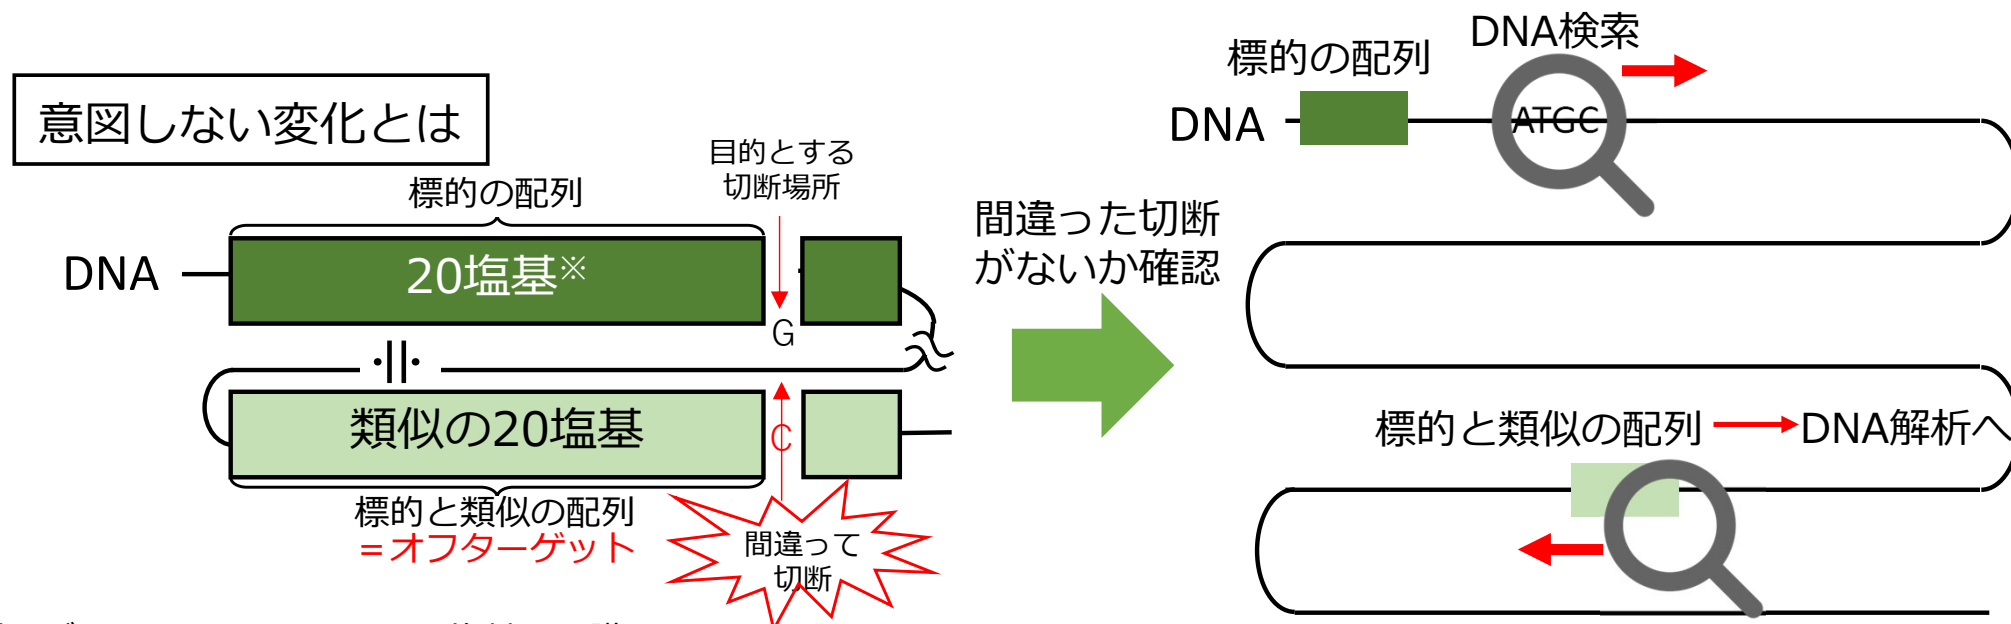 意図しない変化とは
標的の配列
目的とする
切断場所
DNA
20塩基※
G
類似の20塩基
C
標的と類似の配列
=オフターゲット
間違って
切断
間違った切断
がないか確認
標的の配列
DNA検索
DNA
ATGC
標的と類似の配列
DNA解析へ